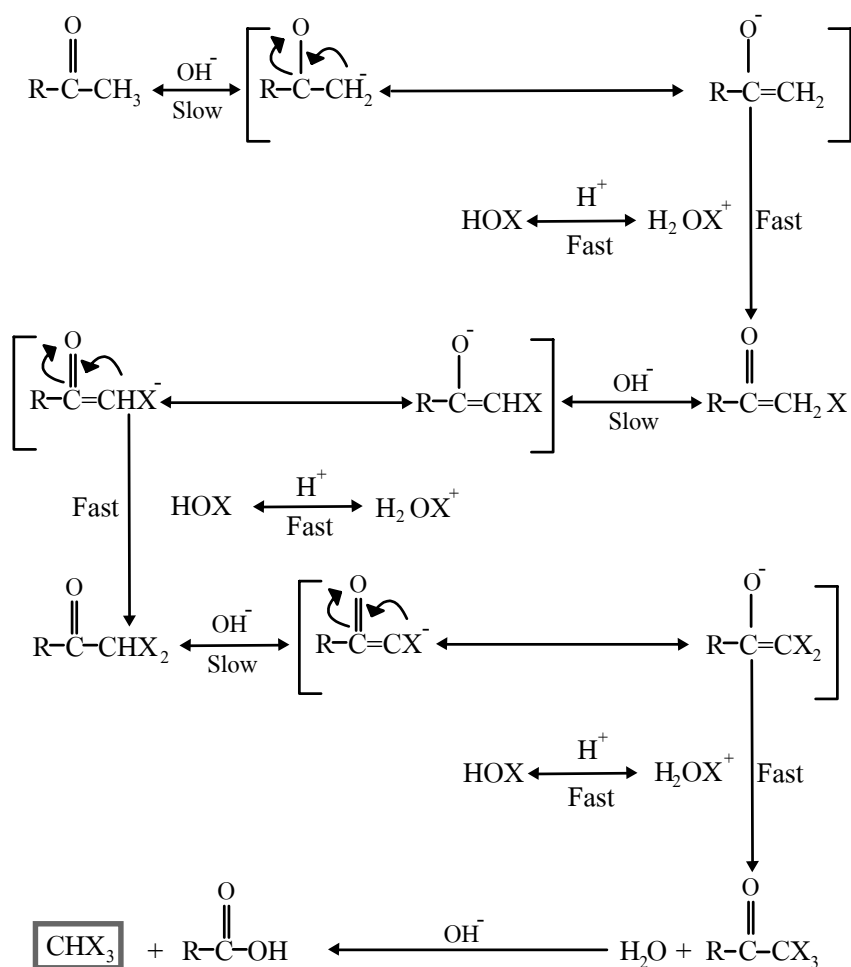 O O O⁻
R-C-CH₃ OH⁻ Slow R-C-CH₂⁻ R-C=CH₂
HOX H⁺ Fast H₂OX⁺ Fast
O O⁻ O
R-C=CHX⁻ R-C=CHX OH⁻ Slow R-C=CH₂X
Fast HOX H⁺ Fast H₂OX⁺
O O O⁻
R-C-CHX₂ OH⁻ Slow R-C=CX⁻ R-C=CX₂
HOX H⁺ Fast H₂OX⁺ Fast
O O
CHX₃ + R-C-OH OH⁻ H₂O + R-C-CX₃